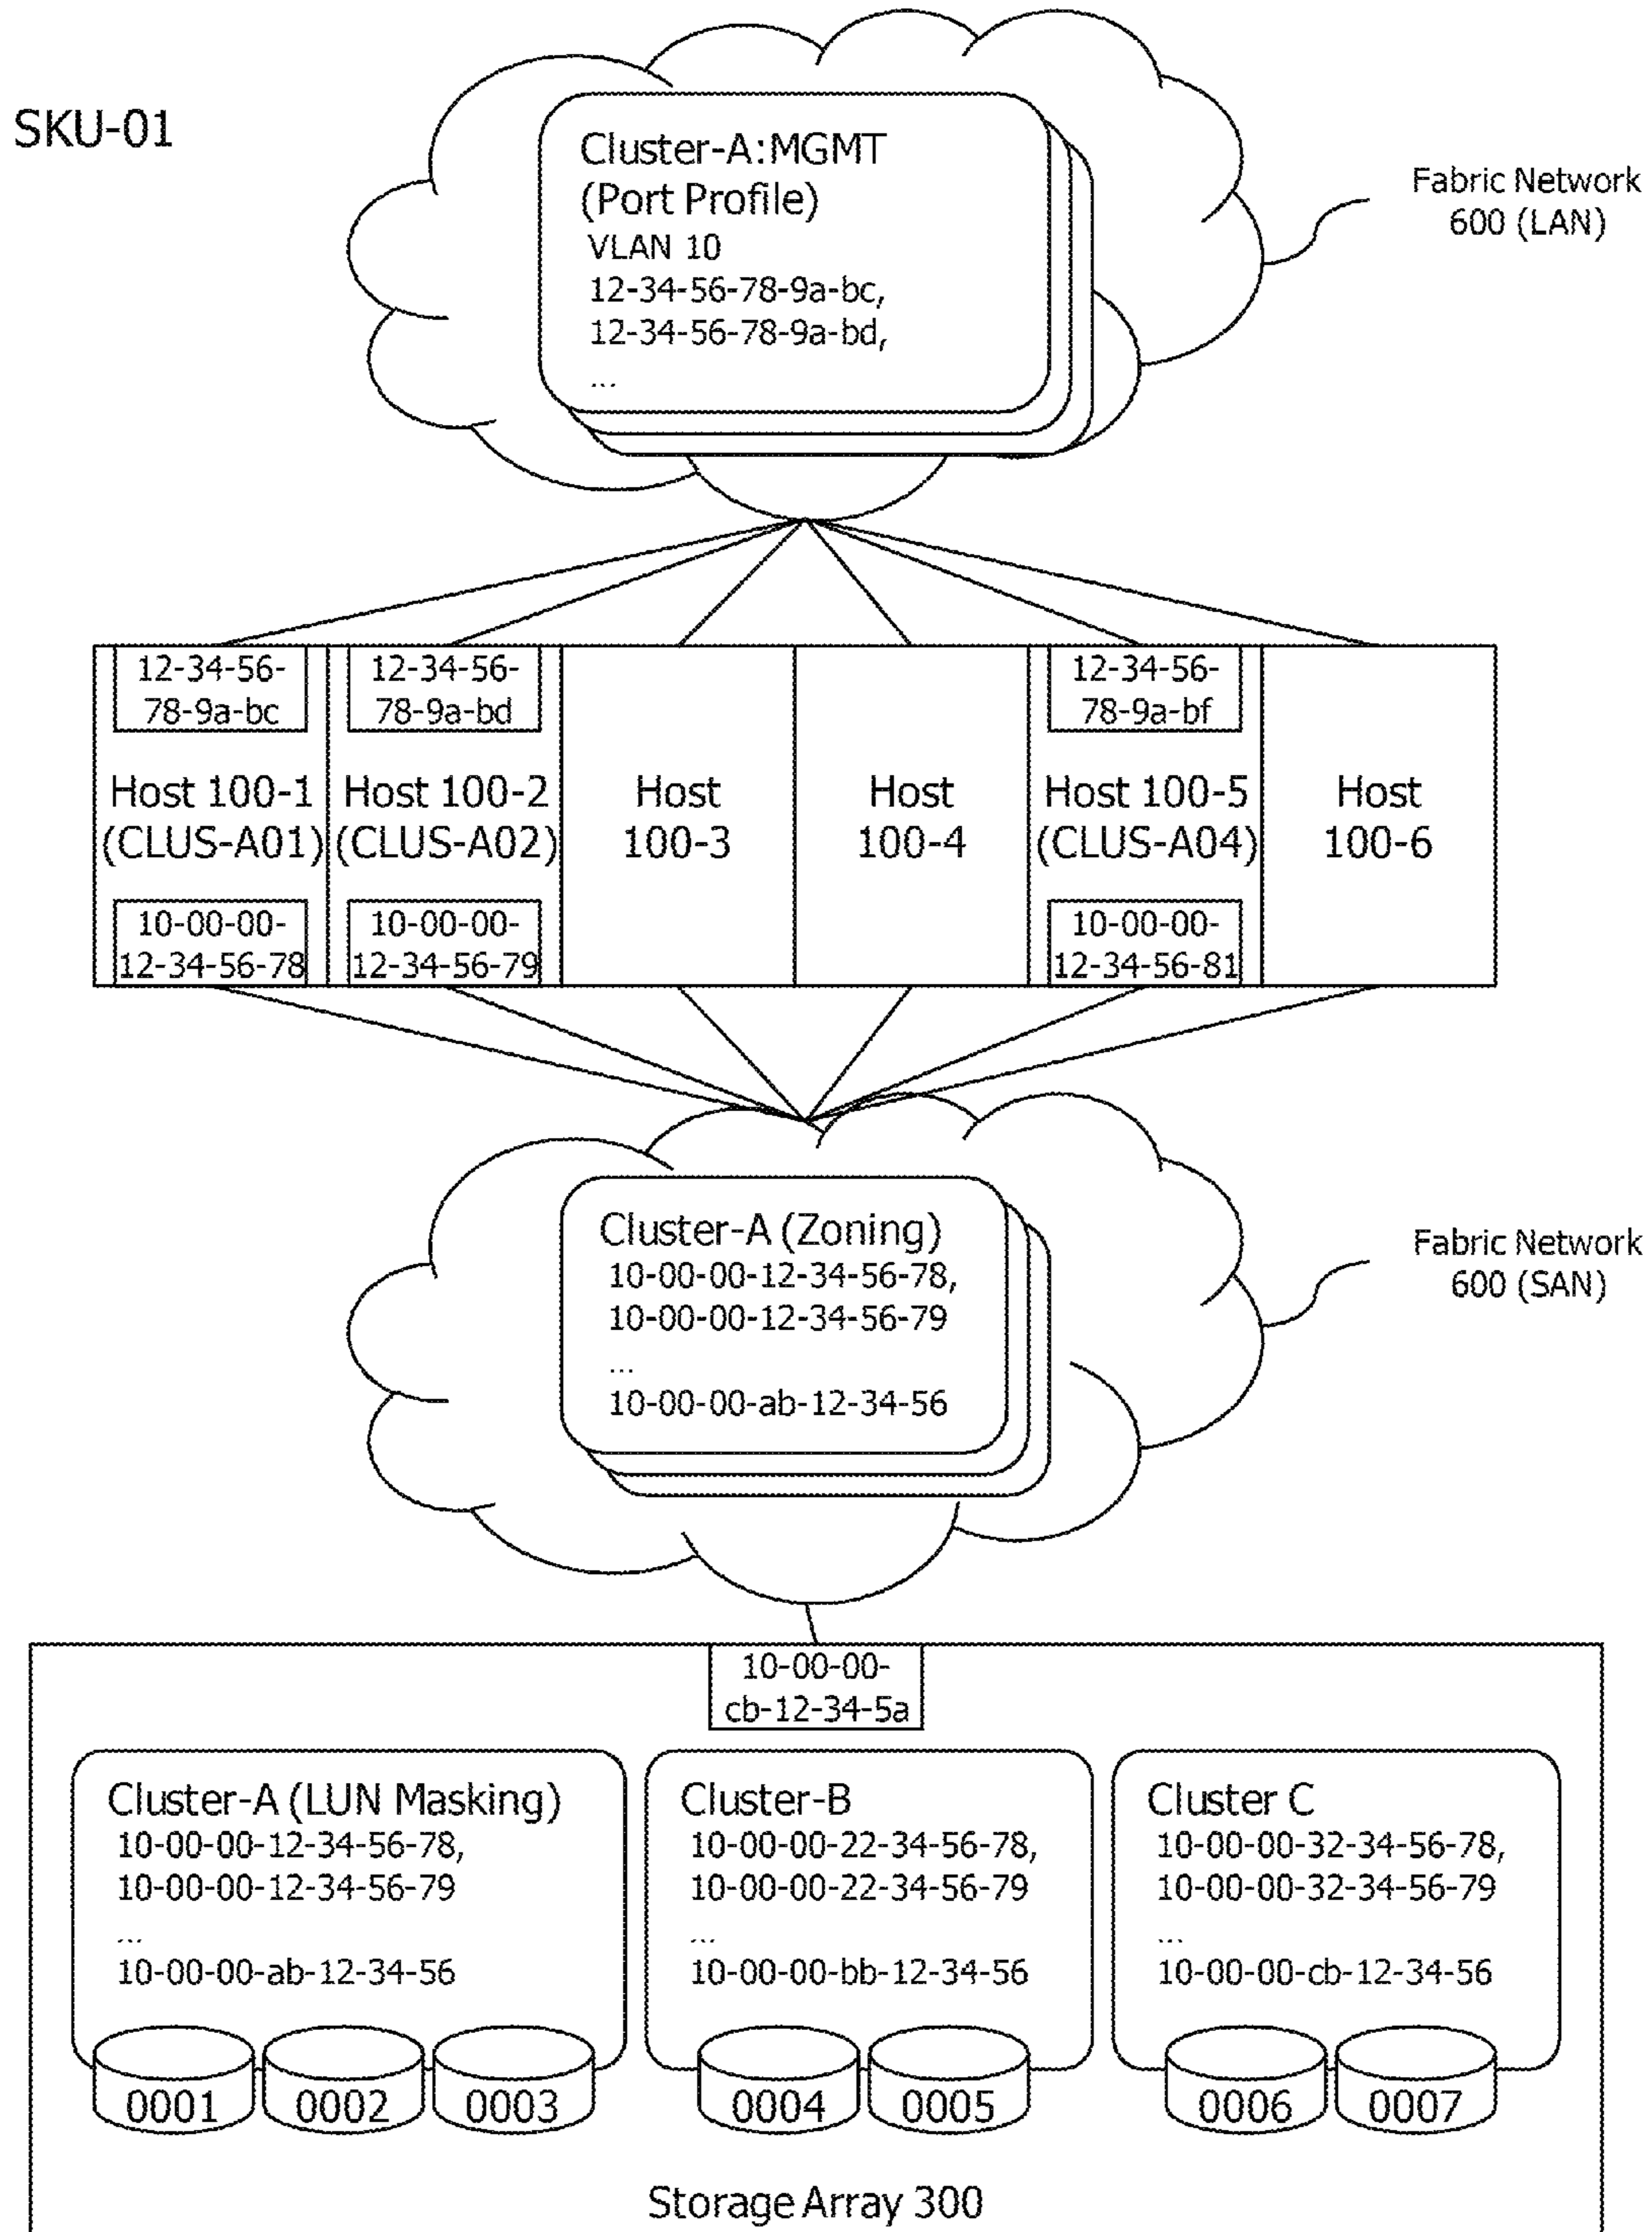 SKU-01
Cluster-A:MGMT
(Port Profile)
VLAN 10
12-34-56-78-9a-bc,
12-34-56-78-9a-bd,
...
Fabric Network
600 (LAN)
12-34-56-
78-9a-bc
Host 100-1
(CLUS-A01)
10-00-00-
12-34-56-78
12-34-56-
78-9a-bd
Host 100-2
(CLUS-A02)
10-00-00-
12-34-56-79
Host
100-3
Host
100-4
12-34-56-
78-9a-bf
Host 100-5
(CLUS-A04)
10-00-00-
12-34-56-81
Host
100-6
Cluster-A (Zoning)
10-00-00-12-34-56-78,
10-00-00-12-34-56-79
...
10-00-00-ab-12-34-56
Fabric Network
600 (SAN)
10-00-00-
cb-12-34-5a
Cluster-A (LUN Masking)
10-00-00-12-34-56-78,
10-00-00-12-34-56-79
...
10-00-00-ab-12-34-56
0001
0002
0003
Cluster-B
10-00-00-22-34-56-78,
10-00-00-22-34-56-79
...
10-00-00-bb-12-34-56
0004
0005
Cluster C
10-00-00-32-34-56-78,
10-00-00-32-34-56-79
...
10-00-00-cb-12-34-56
0006
0007
Storage Array 300